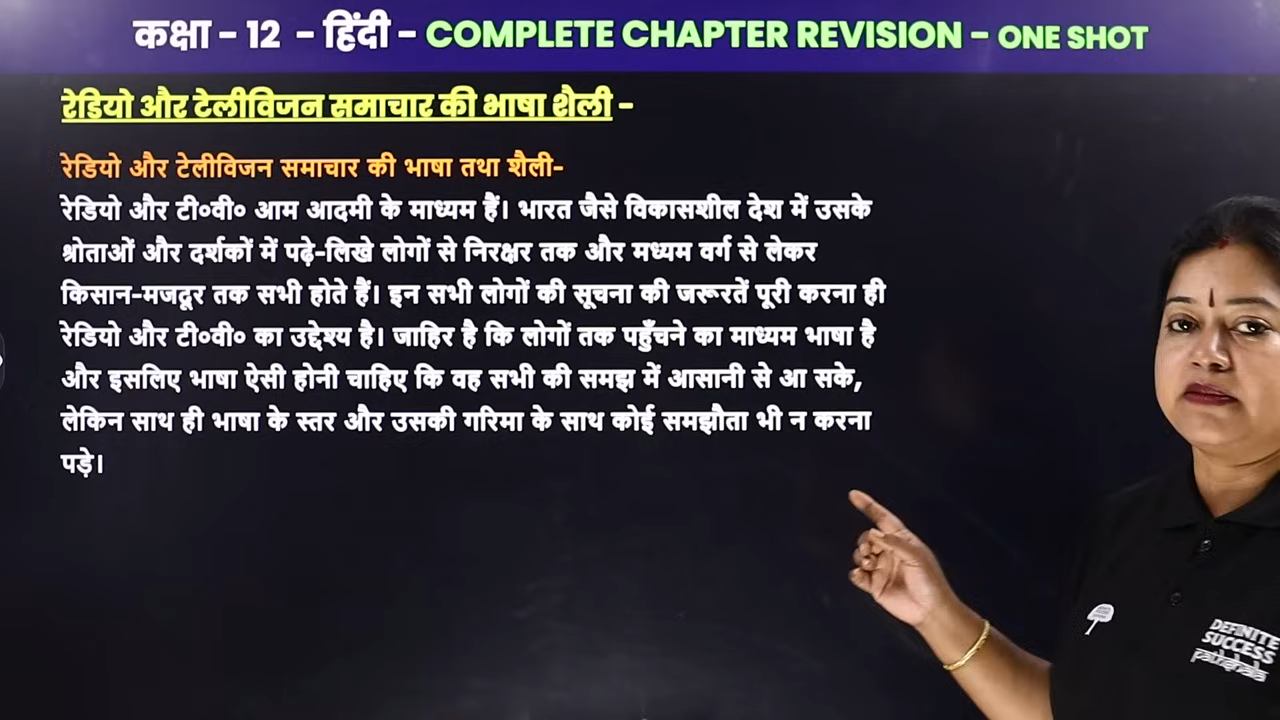 कक्षा - 12 - हिंदी - COMPLETE CHAPTER REVISION - ONE SHOT
रेडियो और टेलीविजन समाचार की भाषा शैली -
रेडियो और टेलीविजन समाचार की भाषा तथा शैली-
रेडियो और टी०वी० आम आदमी के माध्यम हैं। भारत जैसे विकासशील देश में उसके
श्रोताओं और दर्शकों में पढ़े-लिखे लोगों से निरक्षर तक और मध्यम वर्ग से लेकर
किसान-मजदूर तक सभी होते हैं। इन सभी लोगों की सूचना की जरूरतें पूरी करना ही
रेडियो और टी०वी० का उद्देश्य है। जाहिर है कि लोगों तक पहुँचने का माध्यम भाषा है
और इसलिए भाषा ऐसी होनी चाहिए कि वह सभी की समझ में आसानी से आ सके,
लेकिन साथ ही भाषा के स्तर और उसकी गरिमा के साथ कोई समझौता भी न करना
पड़े।
DEFINITE
SUCCESS
pathshala